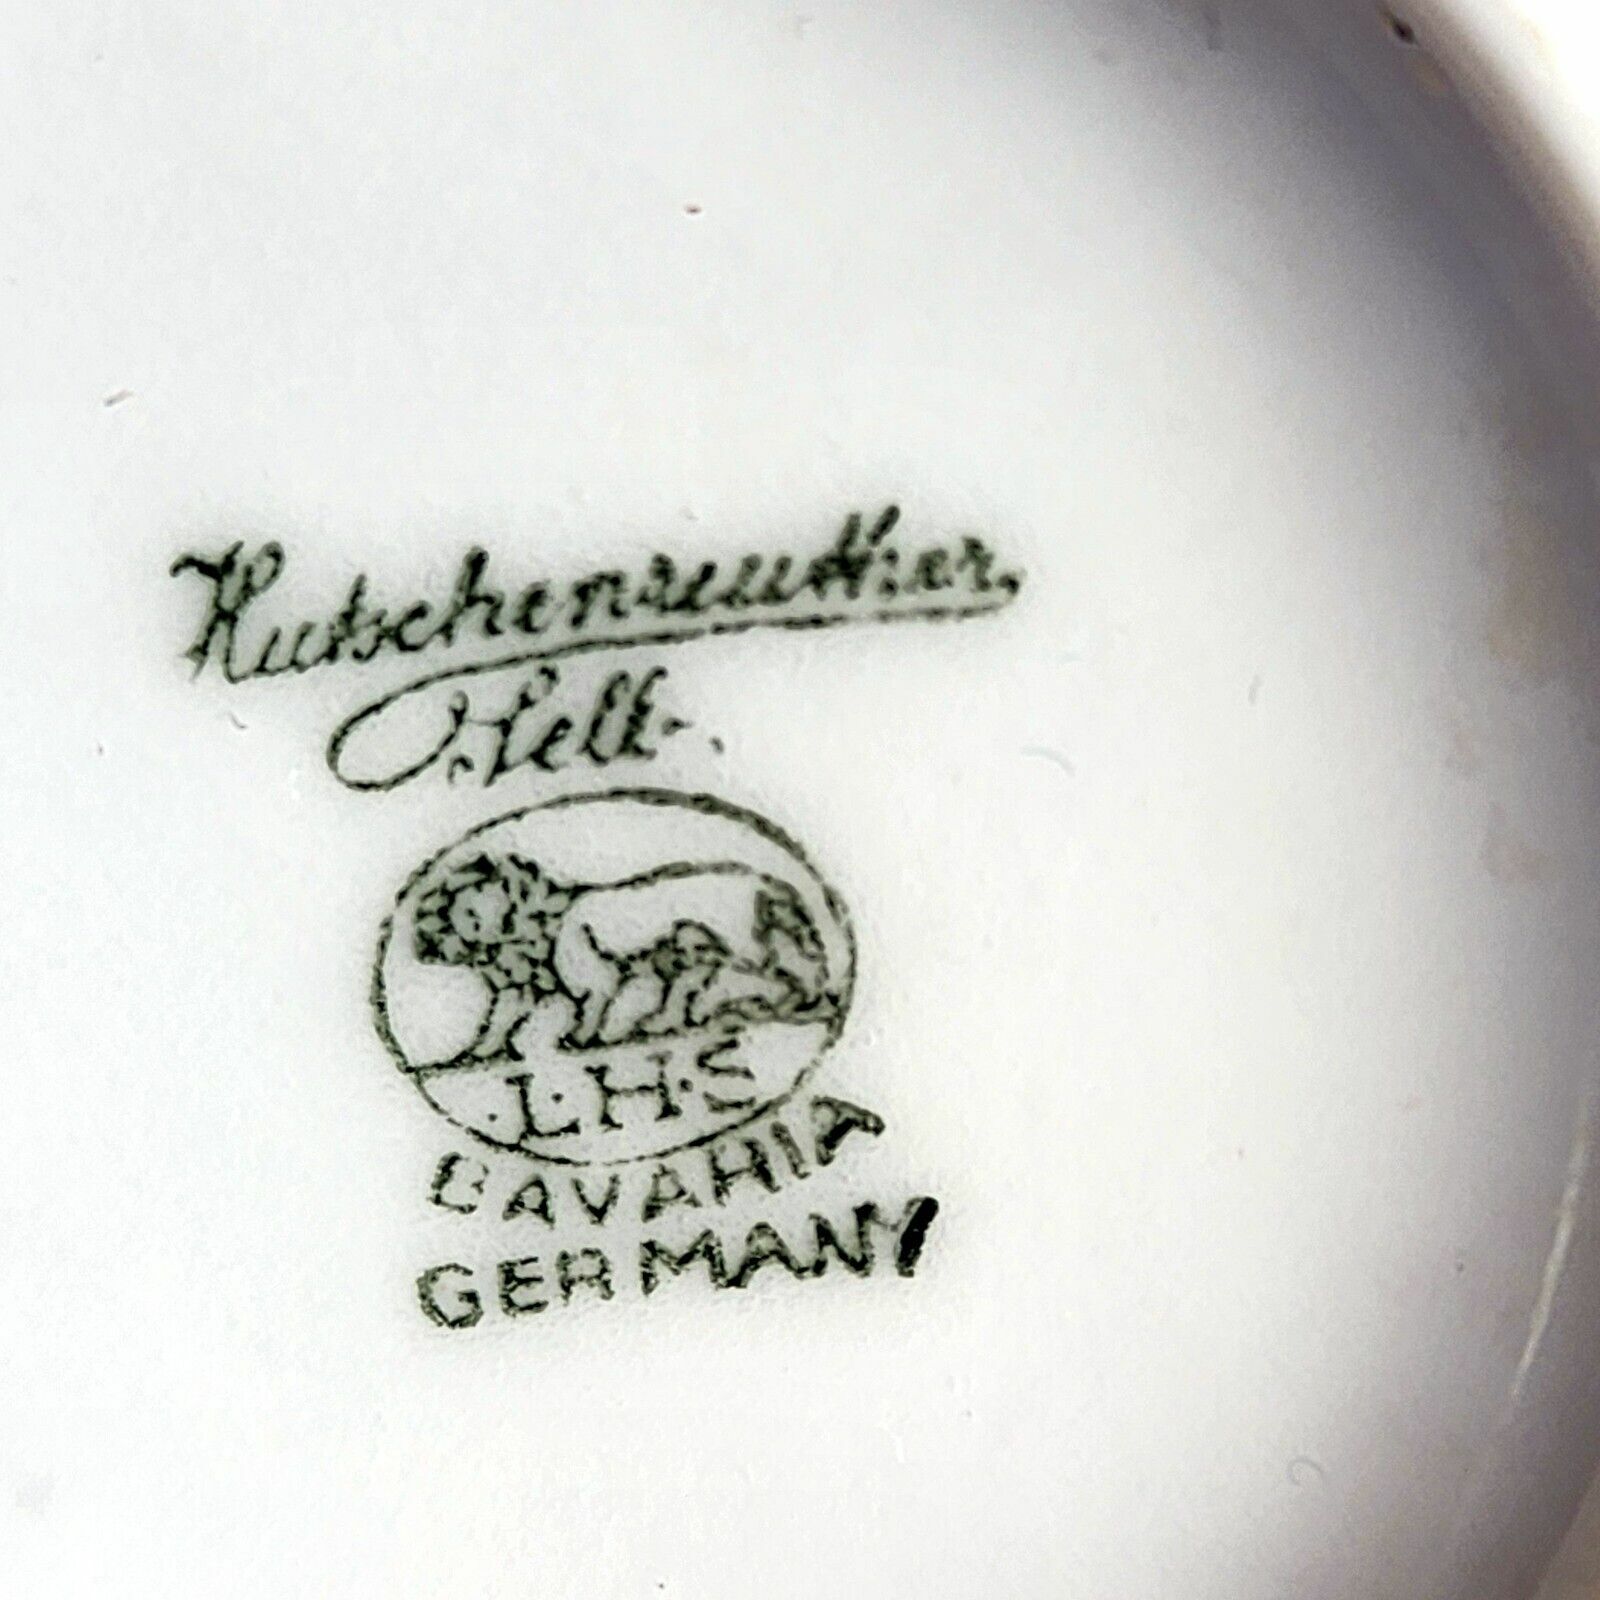 Hutschenreuther
Selb
L·H·S
BAVARIA
GERMANY